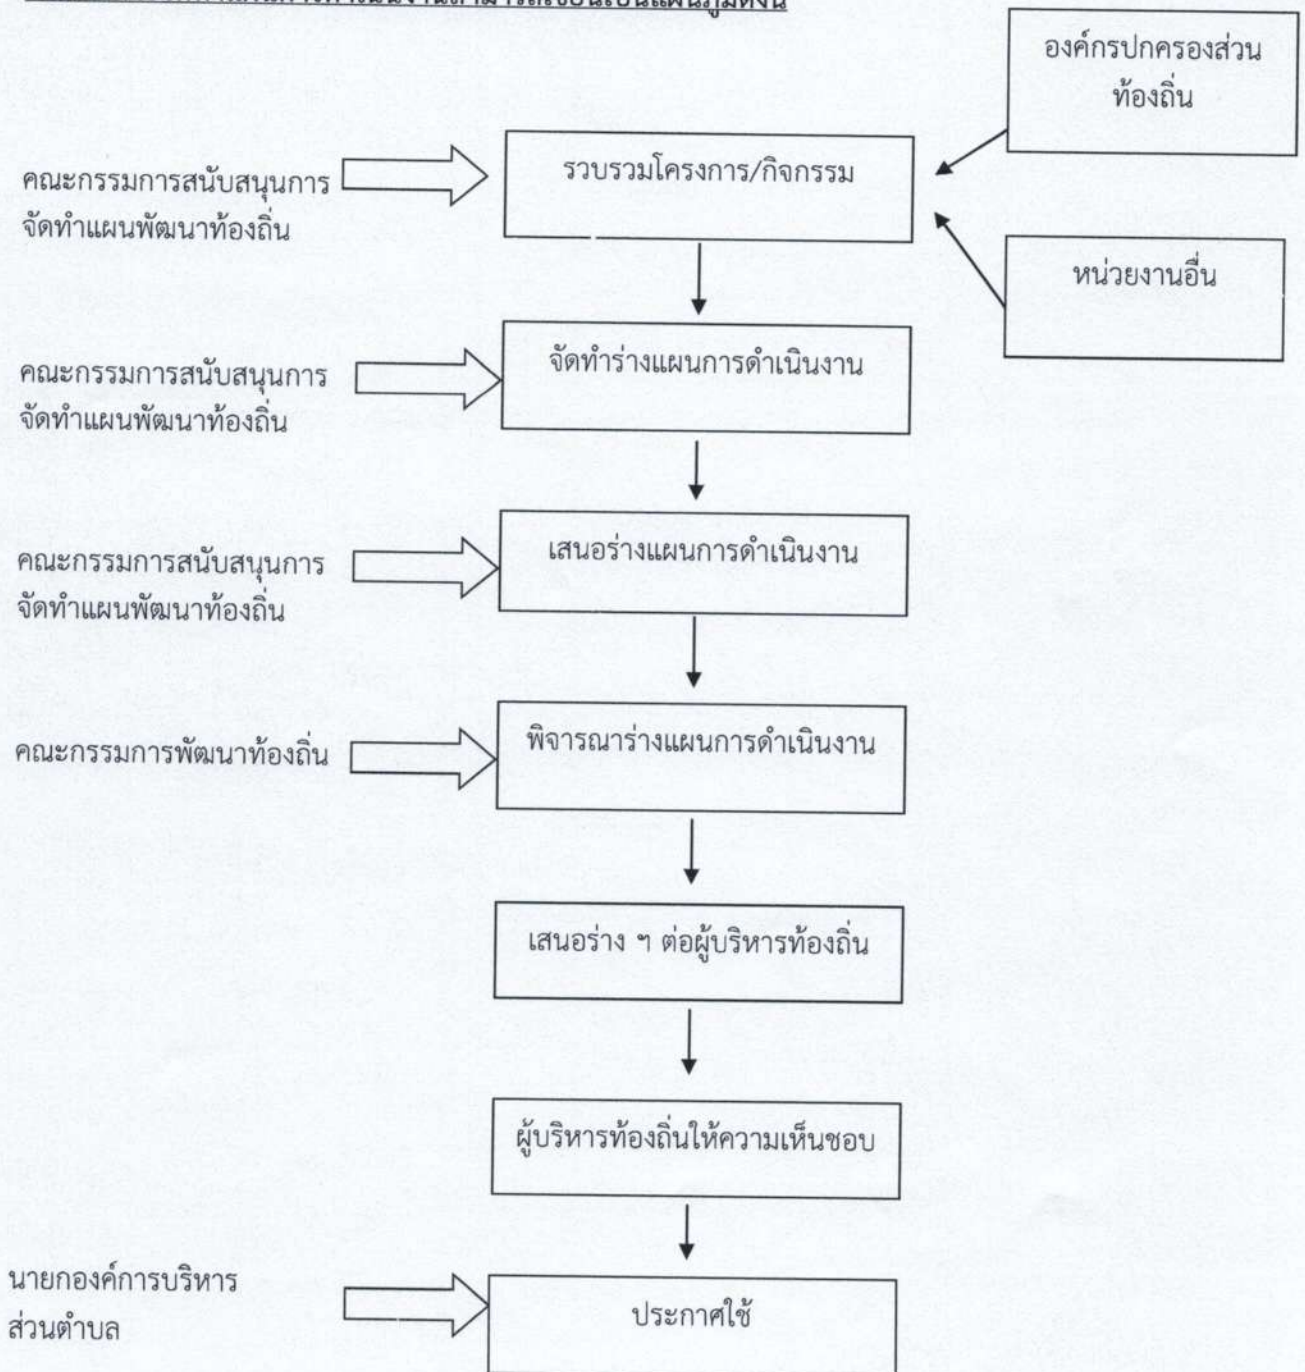 องค์กรปกครองส่วน
ท้องถิ่น
คณะกรรมการสนับสนุนการ
จัดทำแผนพัฒนาท้องถิ่น
รวบรวมโครงการ/กิจกรรม
หน่วยงานอื่น
คณะกรรมการสนับสนุนการ
จัดทำแผนพัฒนาท้องถิ่น
จัดทำร่างแผนการดำเนินงาน
คณะกรรมการสนับสนุนการ
จัดทำแผนพัฒนาท้องถิ่น
เสนอร่างแผนการดำเนินงาน
คณะกรรมการพัฒนาท้องถิ่น
พิจารณาร่างแผนการดำเนินงาน
เสนอร่าง ฯ ต่อผู้บริหารท้องถิ่น
ผู้บริหารท้องถิ่นให้ความเห็นชอบ
นายกองค์การบริหาร
ส่วนตำบล
ประกาศใช้